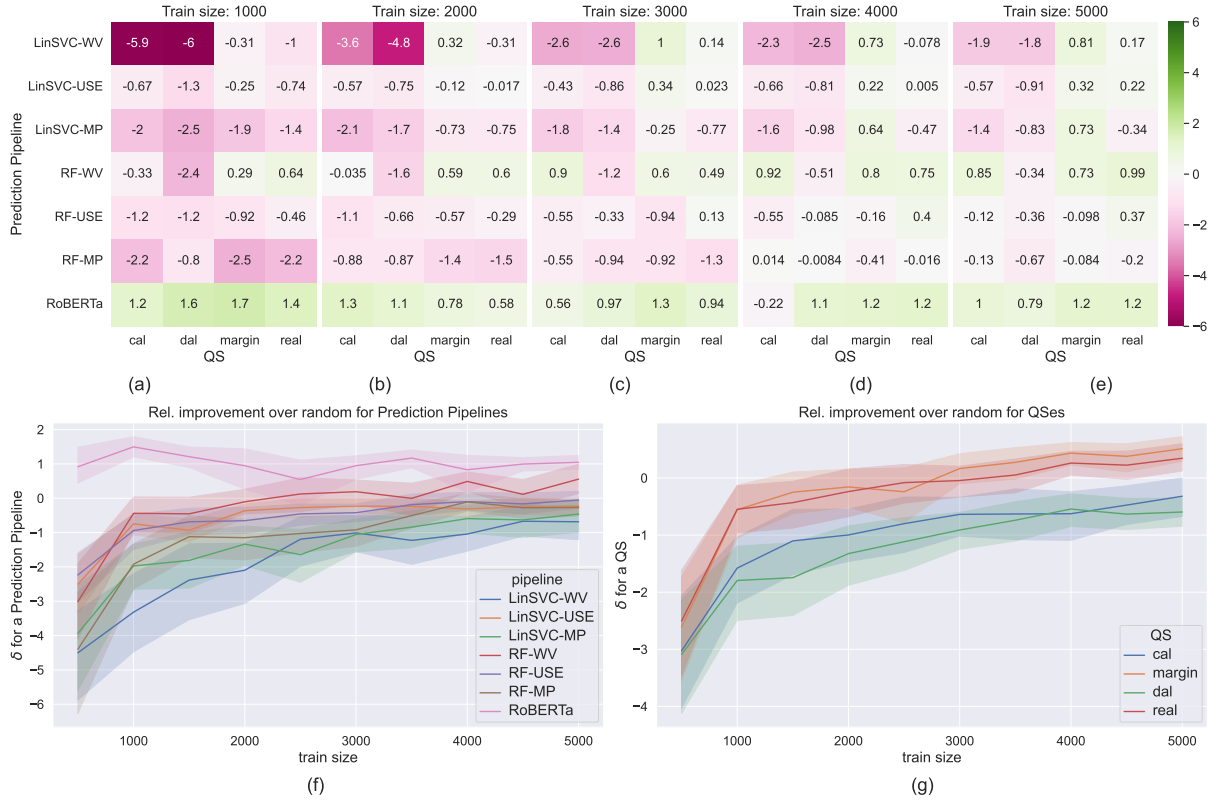 Train size: 1000 Train size: 2000 Train size: 3000 Train size: 4000 Train size: 5000
Prediction Pipeline
LinSVC-WV -5.9 -6 -0.31 -1 -3.6 -4.8 0.32 -0.31 -2.6 -2.6 1 0.14 -2.3 -2.5 0.73 -0.078 -1.9 -1.8 0.81 0.17
LinSVC-USE -0.67 -1.3 -0.25 -0.74 -0.57 -0.75 -0.12 -0.017 -0.43 -0.86 0.34 0.023 -0.66 -0.81 0.22 0.005 -0.57 -0.91 0.32 0.22
LinSVC-MP -2 -2.5 -1.9 -1.4 -2.1 -1.7 -0.73 -0.75 -1.8 -1.4 -0.25 -0.77 -1.6 -0.98 0.64 -0.47 -1.4 -0.83 0.73 -0.34
RF-WV -0.33 -2.4 0.29 0.64 -0.035 -1.6 0.59 0.6 0.9 -1.2 0.6 0.49 0.92 -0.51 0.8 0.75 0.85 -0.34 0.73 0.99
RF-USE -1.2 -1.2 -0.92 -0.46 -1.1 -0.66 -0.57 -0.29 -0.55 -0.33 -0.94 0.13 -0.55 -0.085 -0.16 0.4 -0.12 -0.36 -0.098 0.37
RF-MP -2.2 -0.8 -2.5 -2.2 -0.88 -0.87 -1.4 -1.5 -0.55 -0.94 -0.92 -1.3 0.014 -0.0084 -0.41 -0.016 -0.13 -0.67 -0.084 -0.2
RoBERTa 1.2 1.6 1.7 1.4 1.3 1.1 0.78 0.58 0.56 0.97 1.3 0.94 -0.22 1.1 1.2 1.2 1 0.79 1.2 1.2
6
4
2
0
−2
−4
−6
cal dal margin real cal dal margin real cal dal margin real cal dal margin real cal dal margin real
QS QS QS QS QS
(a) (b) (c) (d) (e)
Rel. improvement over random for Prediction Pipelines
δ for a Prediction Pipeline
2
1
0
−1
−2
−3
−4
−5
−6
pipeline
LinSVC-WV
LinSVC-USE
LinSVC-MP
RF-WV
RF-USE
RF-MP
RoBERTa
1000 2000 3000 4000 5000
train size
(f)
Rel. improvement over random for QSes
δ for a QS
0
−1
−2
−3
−4
QS
cal
margin
dal
real
1000 2000 3000 4000 5000
train size
(g)